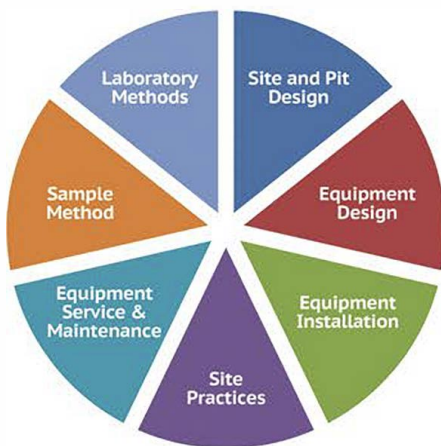 Site and Pit
Design
Equipment
Design
Equipment
Installation
Site
Practices
Equipment
Service &
Maintenance
Sample
Method
Laboratory
Methods